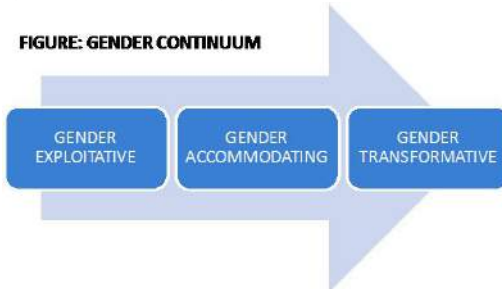 FIGURE: GENDER CONTINUUM
GENDER
EXPLOITATIVE
GENDER
ACCOMMODATING
GENDER
TRANSFORMATIVE